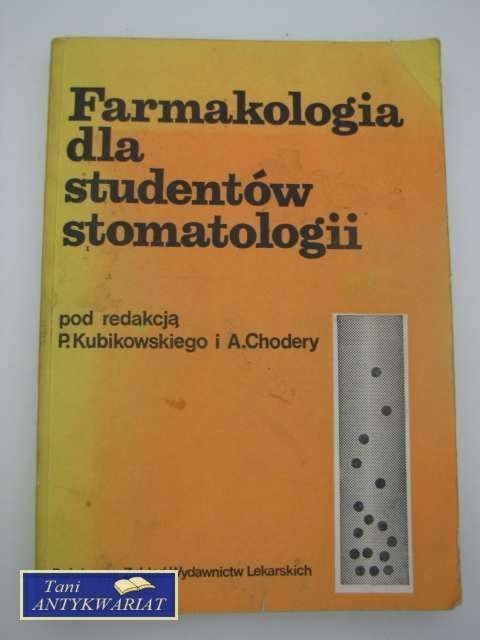 Farmakologia
dla
studentów
stomatologii
pod redakcją
P.Kubikowskiego i A.Chodery
Wydawnictw Lekarskich
Tani
ANTYKWARIAT